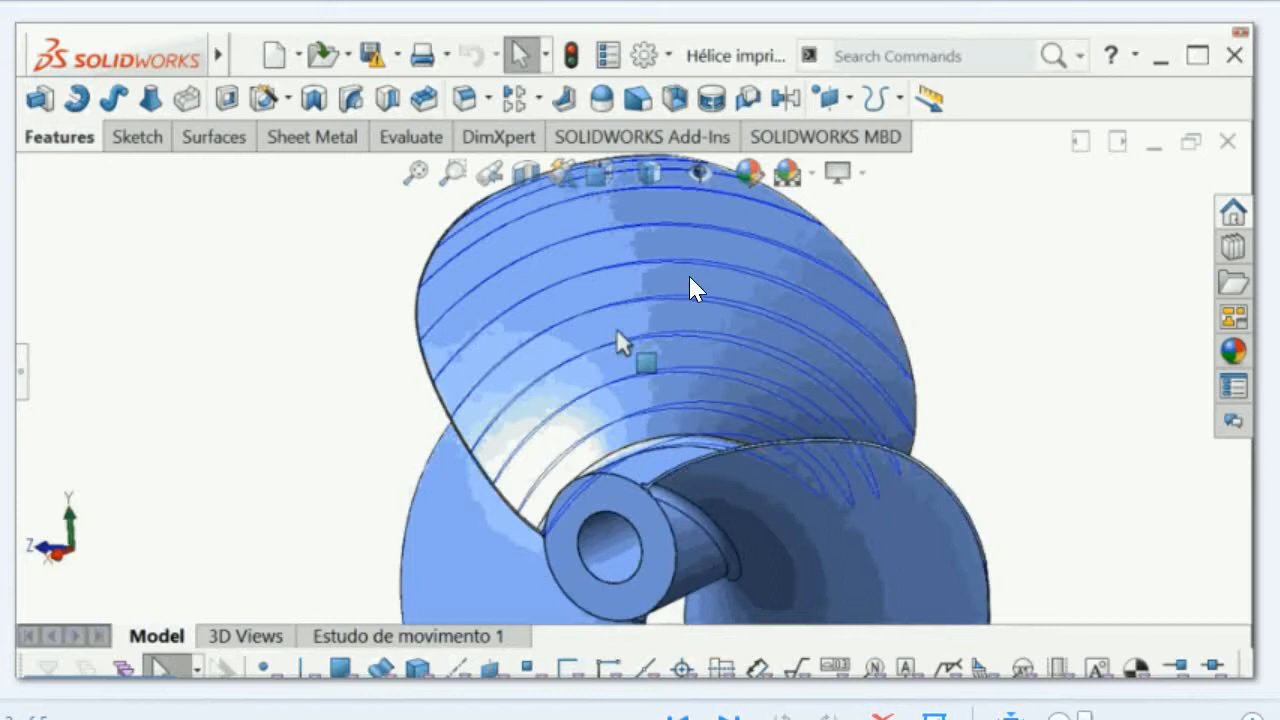 SOLIDWORKS Hélice impri... Search Commands ?
Features Sketch Surfaces Sheet Metal Evaluate DimXpert SOLIDWORKS Add-Ins SOLIDWORKS MBD
Y
Z
X
Model 3D Views Estudo de movimento 1